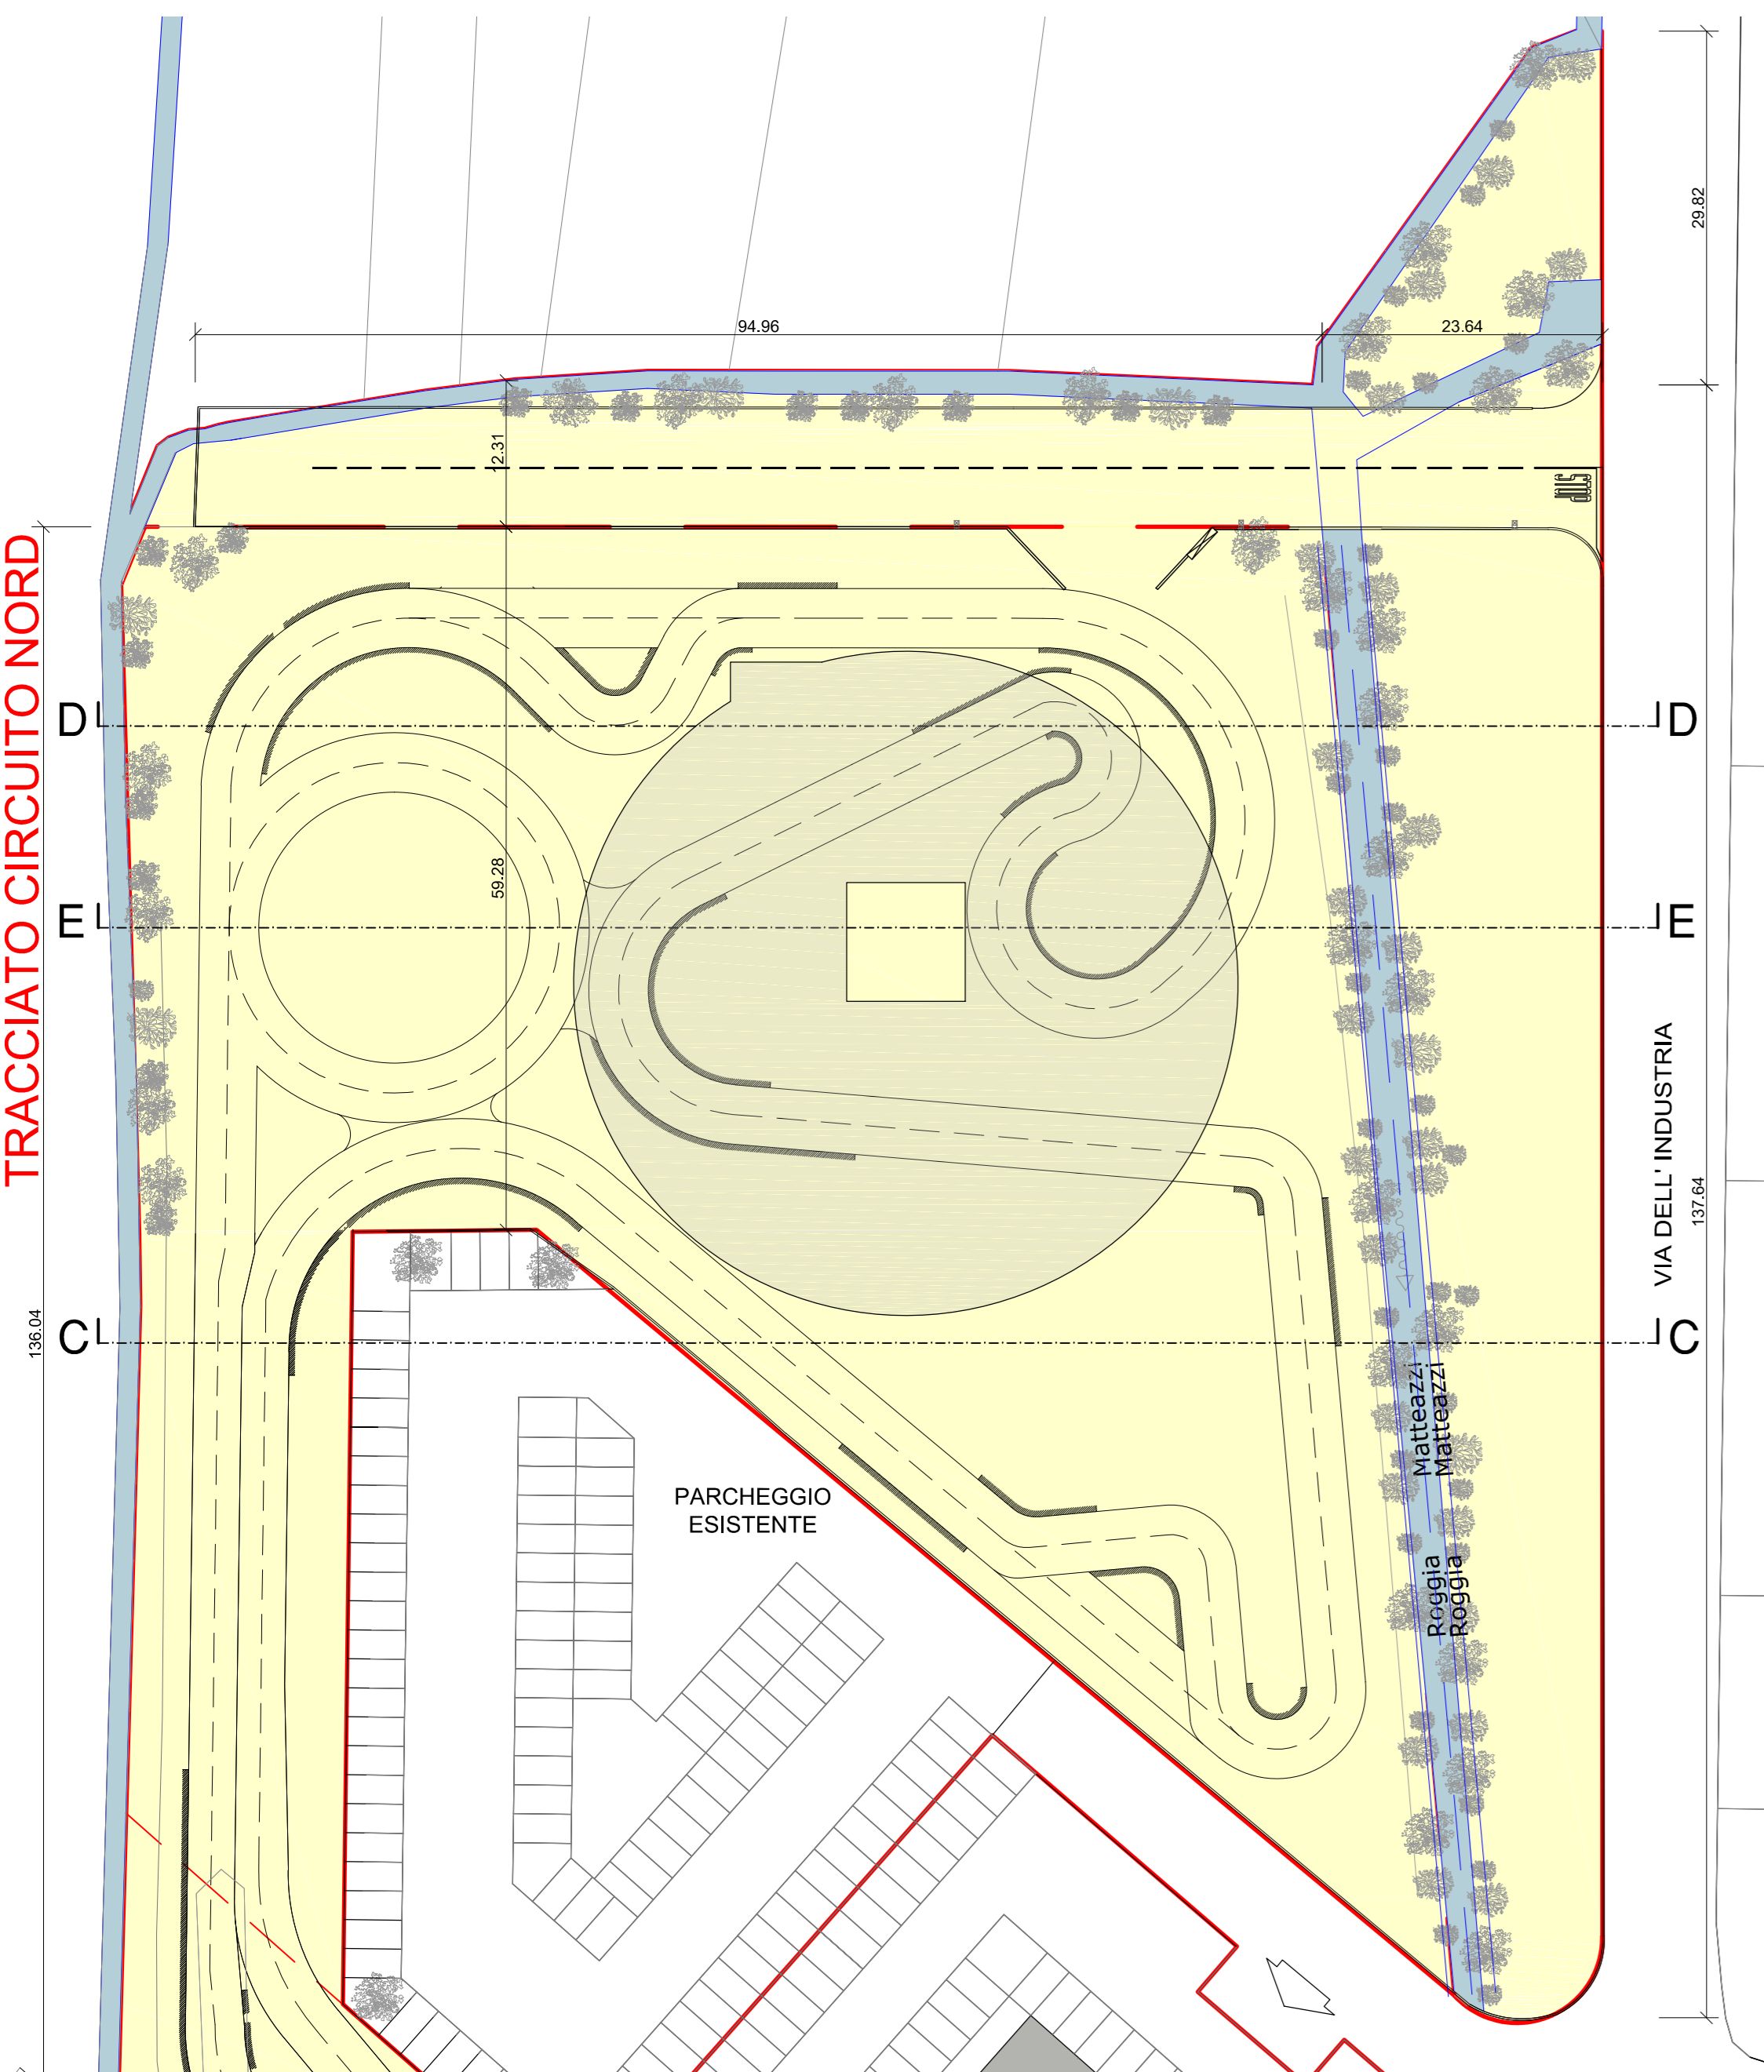 29.82
94.96
23.64
12.31
STOP
TRACCIATO CIRCUITO NORD
D
D
59.28
E
E
VIA DELL' INDUSTRIA
137.64
136.04
C
C
Roggia Matteazzi
Roggia Matteazzi
PARCHEGGIO
ESISTENTE